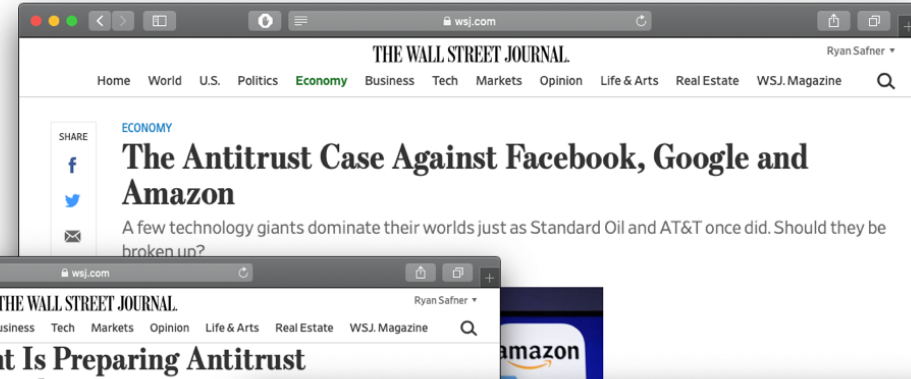 wsj.com
THE WALL STREET JOURNAL.
Ryan Safner
Home World U.S. Politics Economy Business Tech Markets Opinion Life & Arts Real Estate WSJ. Magazine
SHARE
ECONOMY
The Antitrust Case Against Facebook, Google and
Amazon
A few technology giants dominate their worlds just as Standard Oil and AT&T once did. Should they be
broken up?
wsj.com
THE WALL STREET JOURNAL.
Ryan Safner
Tech Markets Opinion Life & Arts Real Estate WSJ. Magazine
Is Preparing Antitrust
amazon